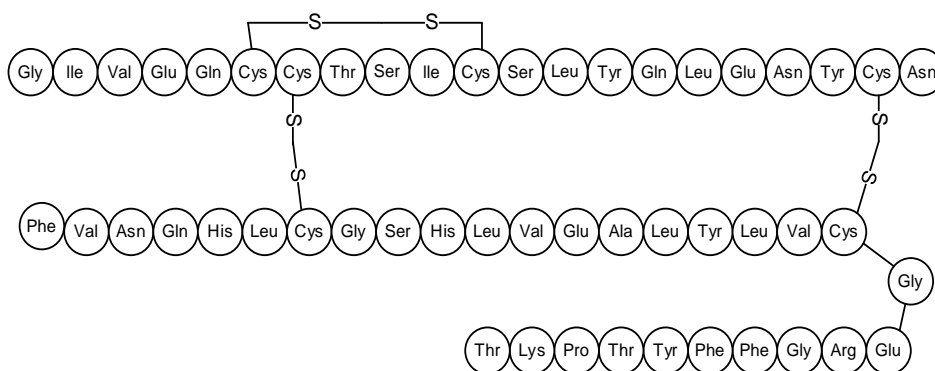 S S
Gly Ile Val Glu Gln Cys Cys Thr Ser Ile Cys Ser Leu Tyr Gln Leu Glu Asn Tyr Cys Asn
S S
S S
Phe Val Asn Gln His Leu Cys Gly Ser His Leu Val Glu Ala Leu Tyr Leu Val Cys
Gly
Thr Lys Pro Thr Tyr Phe Phe Gly Arg Glu